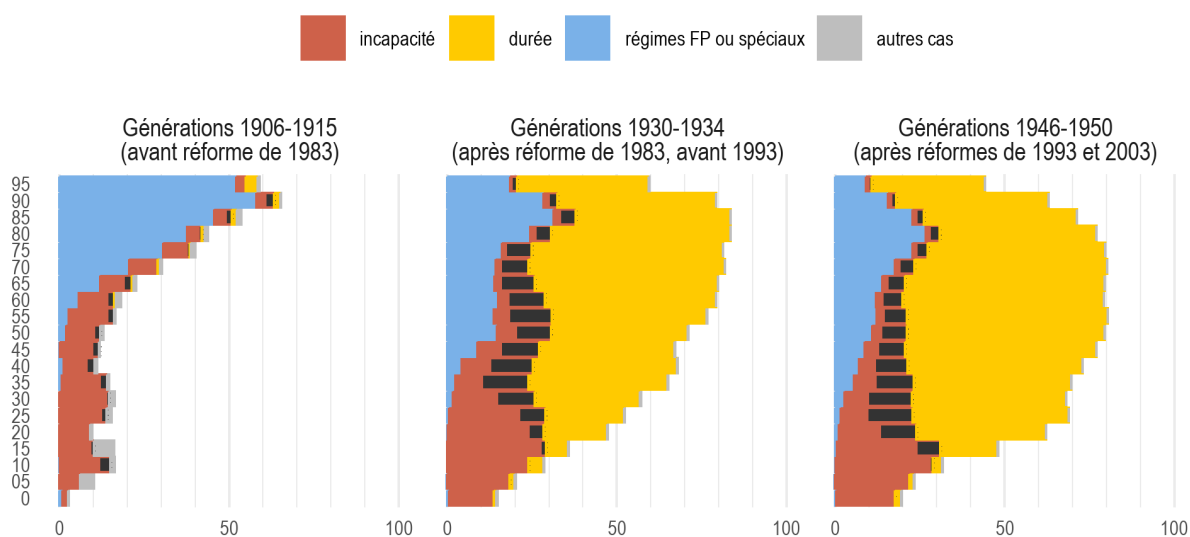 incapacité durée régimes FP ou spéciaux autres cas
Générations 1906-1915
(avant réforme de 1983)
Générations 1930-1934
(après réforme de 1983, avant 1993)
Générations 1946-1950
(après réformes de 1993 et 2003)
95
90
85
80
75
70
65
60
55
50
45
40
35
30
25
20
15
10
05
0
0 50 100 0 50 100 0 50 100